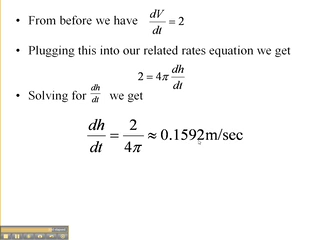 • From before we have dV/dt = 2
• Plugging this into our related rates equation we get
2 = 4π dh/dt
• Solving for dh/dt we get
dh/dt = 2/4π ≈ 0.1592m/sec